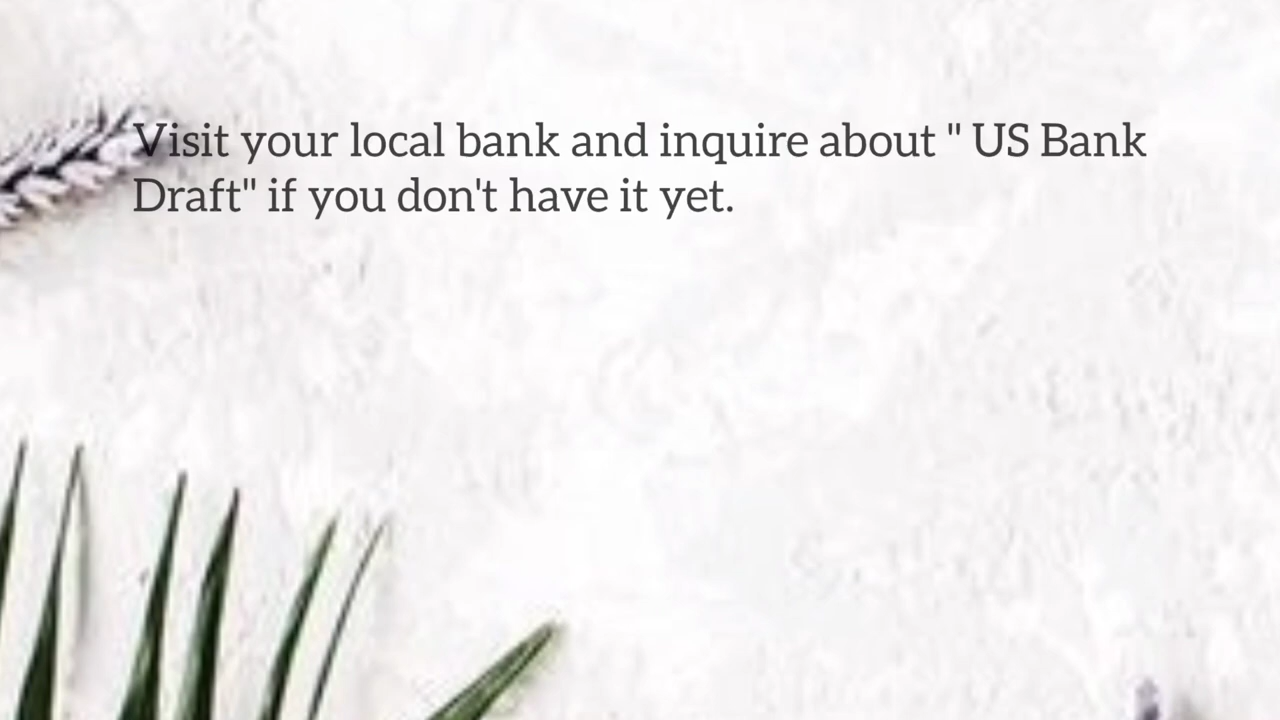 Visit your local bank and inquire about " US Bank
Draft" if you don't have it yet.